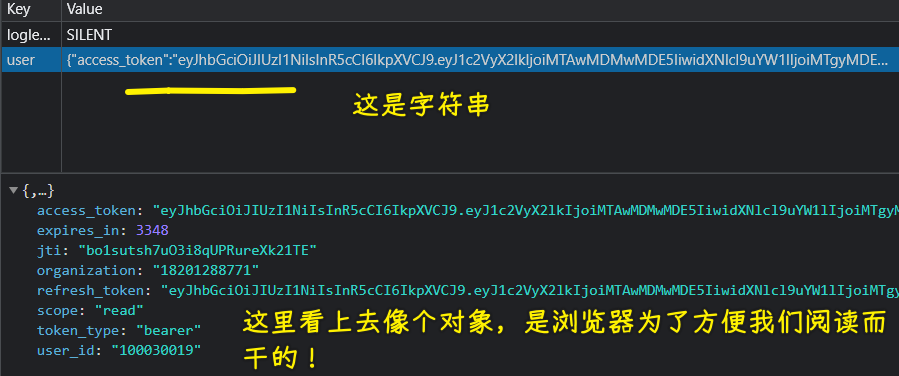 Key Value
logle... SILENT
user {"access_token":"eyJhbGciOiJIUzI1NiIsInR5cCI6IkpXVCJ9.eyJ1c2VyX2lkIjoiMTAwMDMwMDE5IiwidXNlcl9uYW1lIjoiMTgyMDE...
这是字符串
{,…}
access_token: "eyJhbGciOiJIUzI1NiIsInR5cCI6IkpXVCJ9.eyJ1c2VyX2lkIjoiMTAwMDMwMDE5IiwidXNlcl9uYW1lIjoiMTgyM
expires_in: 3348
jti: "bo1sutsh7uO3i8qUPRureXk21TE"
organization: "18201288771"
refresh_token: "eyJhbGciOiJIUzI1NiIsInR5cCI6IkpXVCJ9.eyJ1c2VyX2lkIjoiMTAwMDMwMDE5IiwidXNlcl9uYW1lIjoiMTg
scope: "read"
token_type: "bearer"
user_id: "100030019"
这里看上去像个对象，是浏览器为了方便我们阅读而
干的！